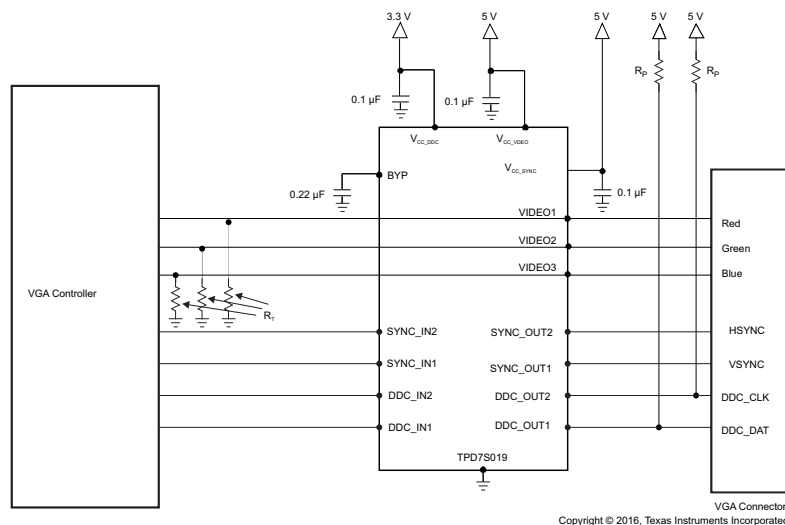 3.3 V
5 V
5 V
5 V
5 V
R_P
R_P
0.1 µF
0.1 µF
V_CC_DDC
V_CC_VDEO
BYP
V_CC_SYNC
0.22 µF
0.1 µF
VIDEO1
Red
VIDEO2
Green
VIDEO3
Blue
VGA Controller
R_T
SYNC_IN2
SYNC_OUT2
HSYNC
SYNC_IN1
SYNC_OUT1
VSYNC
DDC_IN2
DDC_OUT2
DDC_CLK
DDC_IN1
DDC_OUT1
DDC_DAT
TPD7S019
VGA Connector
Copyright © 2016, Texas Instruments Incorporated